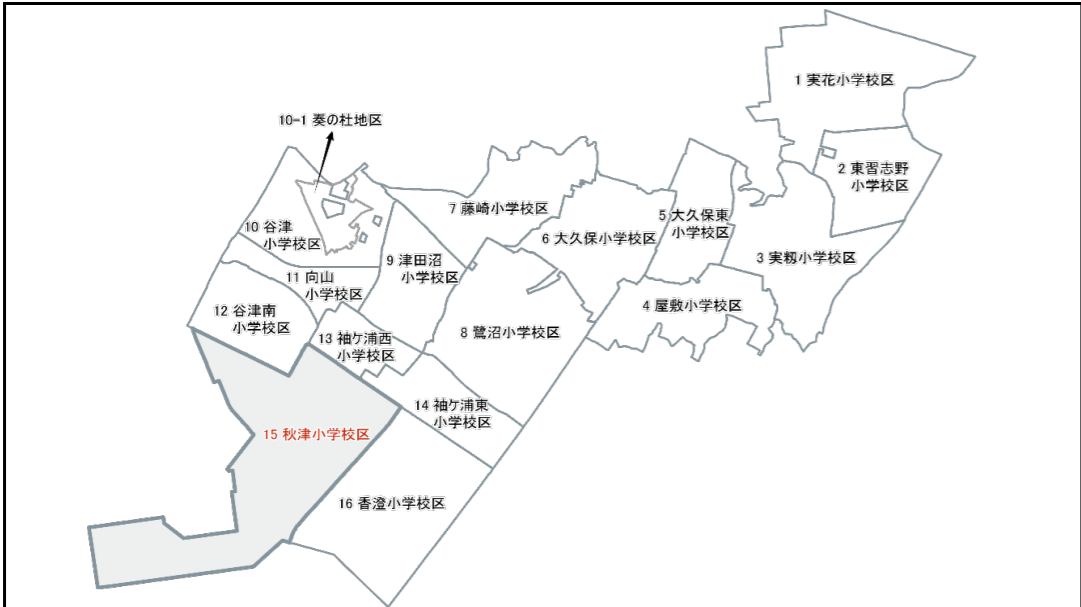 1 実花小学校区
10-1 奏の杜地区
2 東習志野
小学校区
7 藤崎小学校区
5 大久保東
小学校区
10 谷津
小学校区
6 大久保小学校区
3 実籾小学校区
9 津田沼
小学校区
11 向山
小学校区
4 屋敷小学校区
12 谷津南
小学校区
8 鷺沼小学校区
13 袖ケ浦西
小学校区
14 袖ケ浦東
小学校区
15 秋津小学校区
16 香澄小学校区